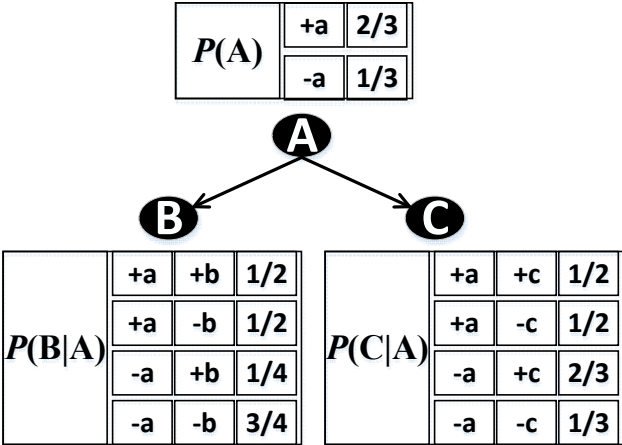 P(A)
+a 2/3
-a 1/3
A
B
C
P(B|A)
+a +b 1/2
+a -b 1/2
-a +b 1/4
-a -b 3/4
P(C|A)
+a +c 1/2
+a -c 1/2
-a +c 2/3
-a -c 1/3